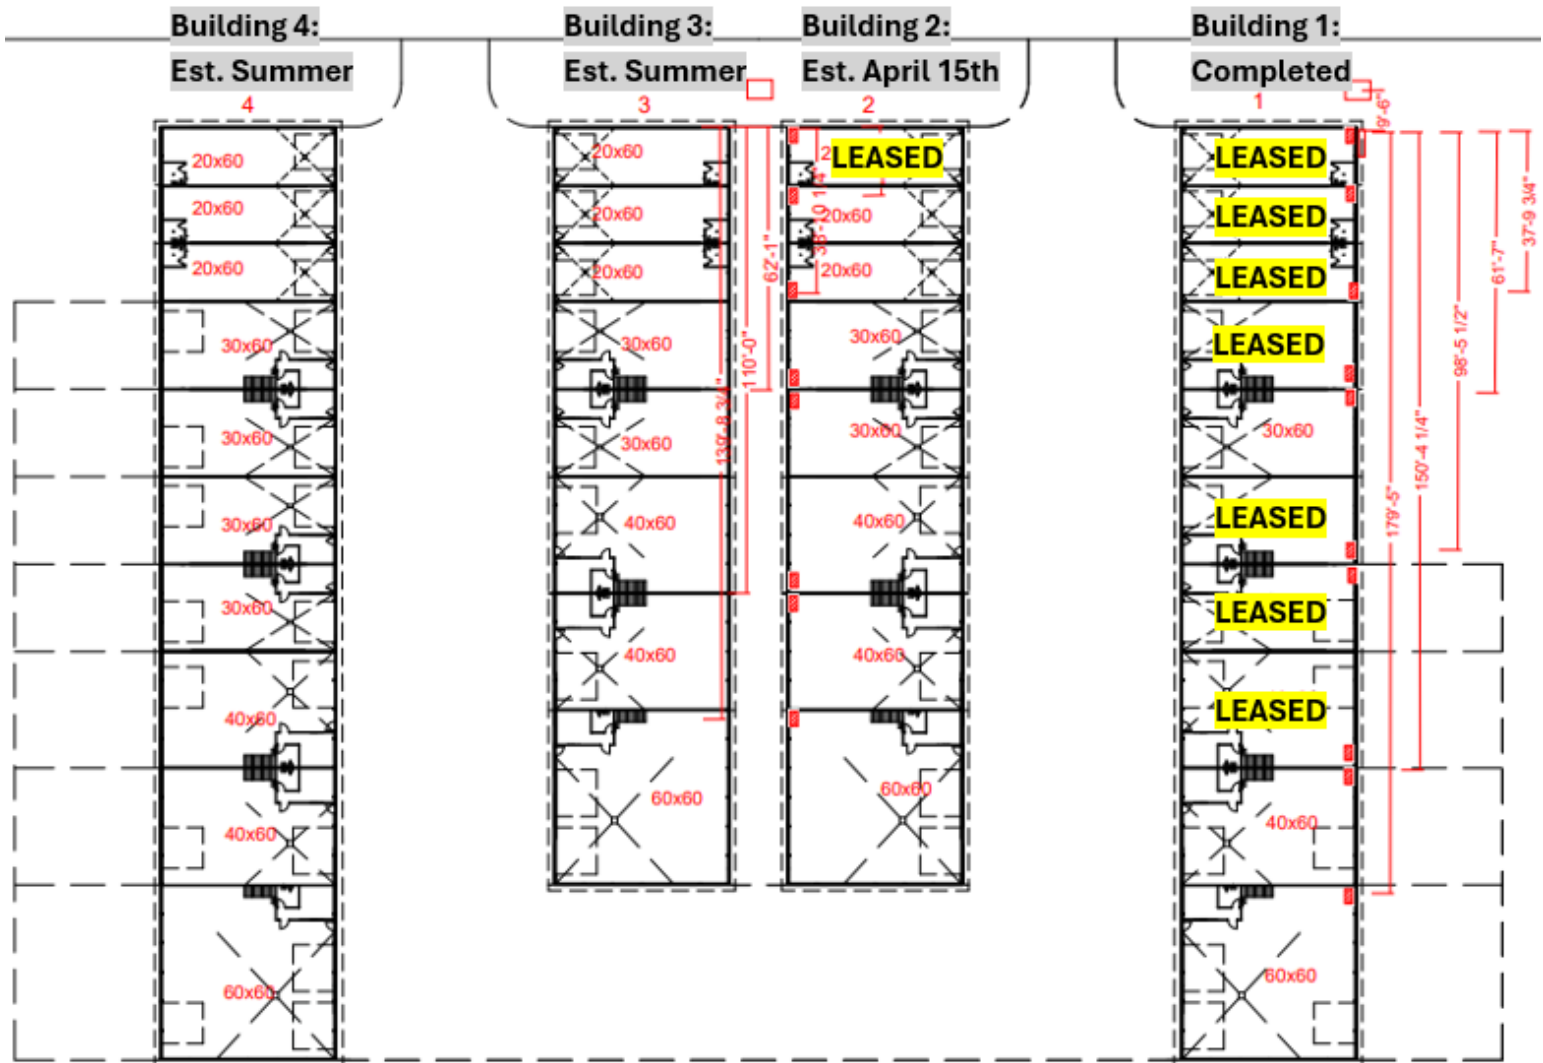 Building 4:
Est. Summer
4
20x60
20x60
20x60
30x60
30x60
30x60
30x60
40x60
40x60
60x60
Building 3:
Est. Summer
3
20x60
20x60
20x60
30x60
30x60
40x60
40x60
60x60
139'-8 3/4"
110'-0"
62'-1"
Building 2:
Est. April 15th
2
LEASED
20x60
20x60
30x60
30x60
40x60
40x60
60x60
Building 1:
Completed
1
LEASED
LEASED
LEASED
LEASED
30x60
LEASED
LEASED
LEASED
40x60
60x60
9'-6"
179'-5"
150'-4 1/4"
98'-5 1/2"
61'-7"
37'-9 3/4"